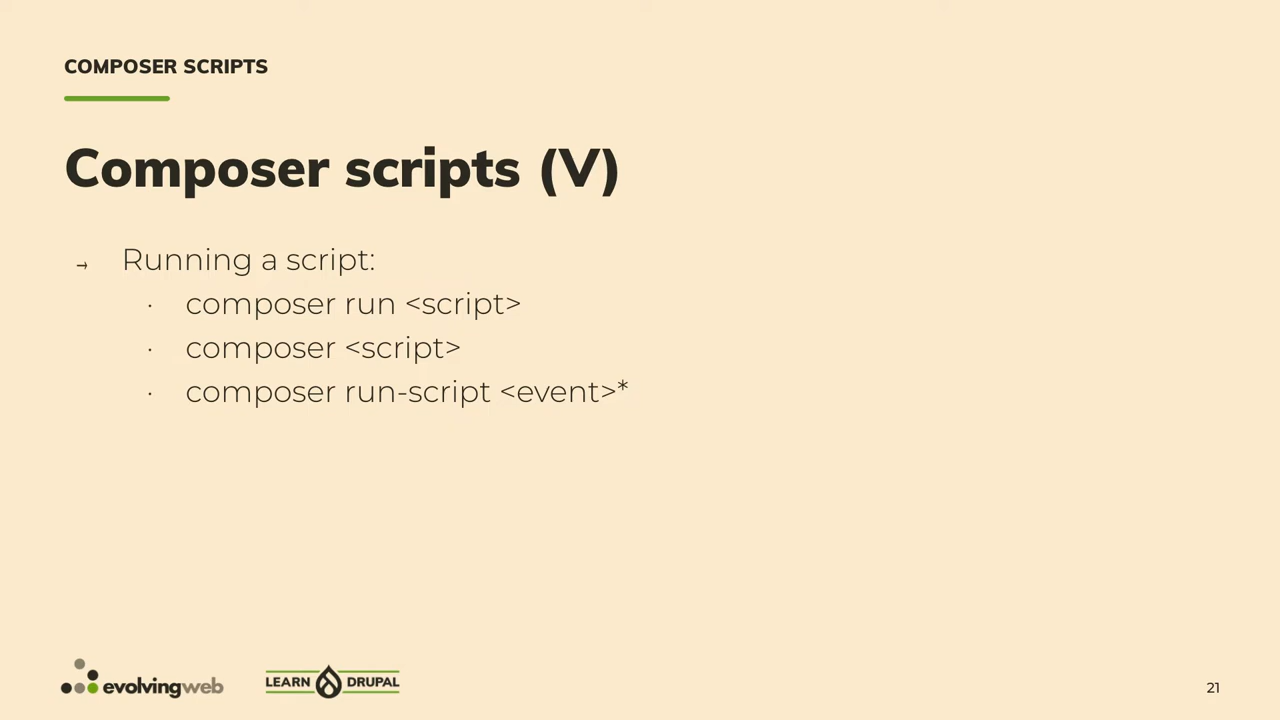 COMPOSER SCRIPTS
Composer scripts (V)
→ Running a script:
· composer run <script>
· composer <script>
· composer run-script <event>*
evolvingweb
LEARN DRUPAL
21